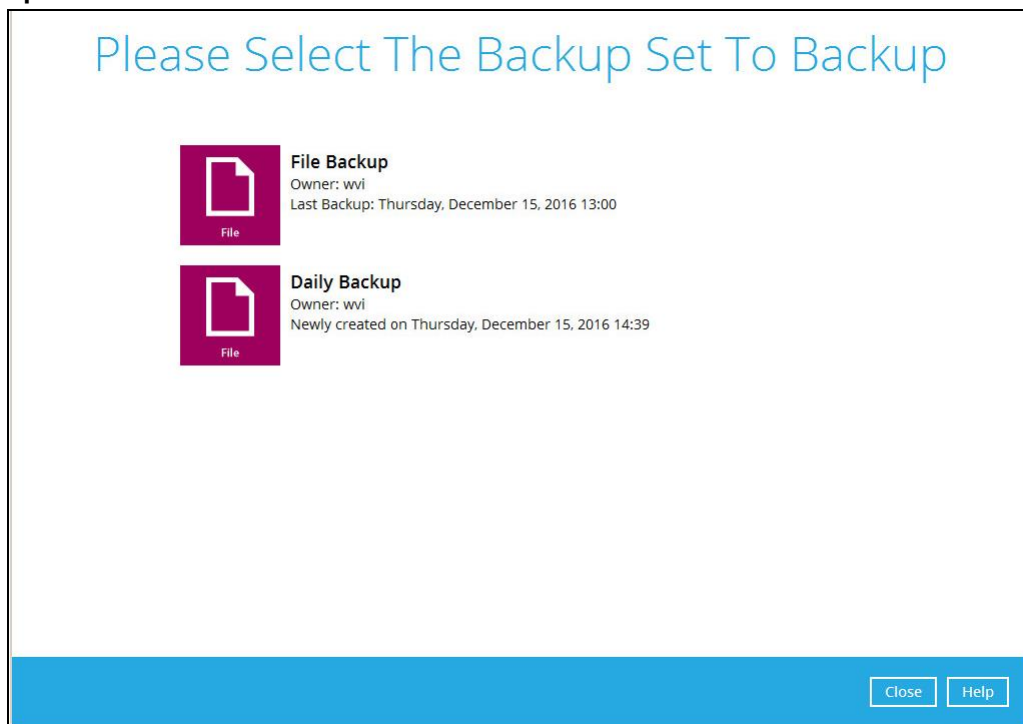 Please Select The Backup Set To Backup
File Backup
Owner: wvi
Last Backup: Thursday, December 15, 2016 13:00
File
Daily Backup
Owner: wvi
Newly created on Thursday, December 15, 2016 14:39
File
Close Help